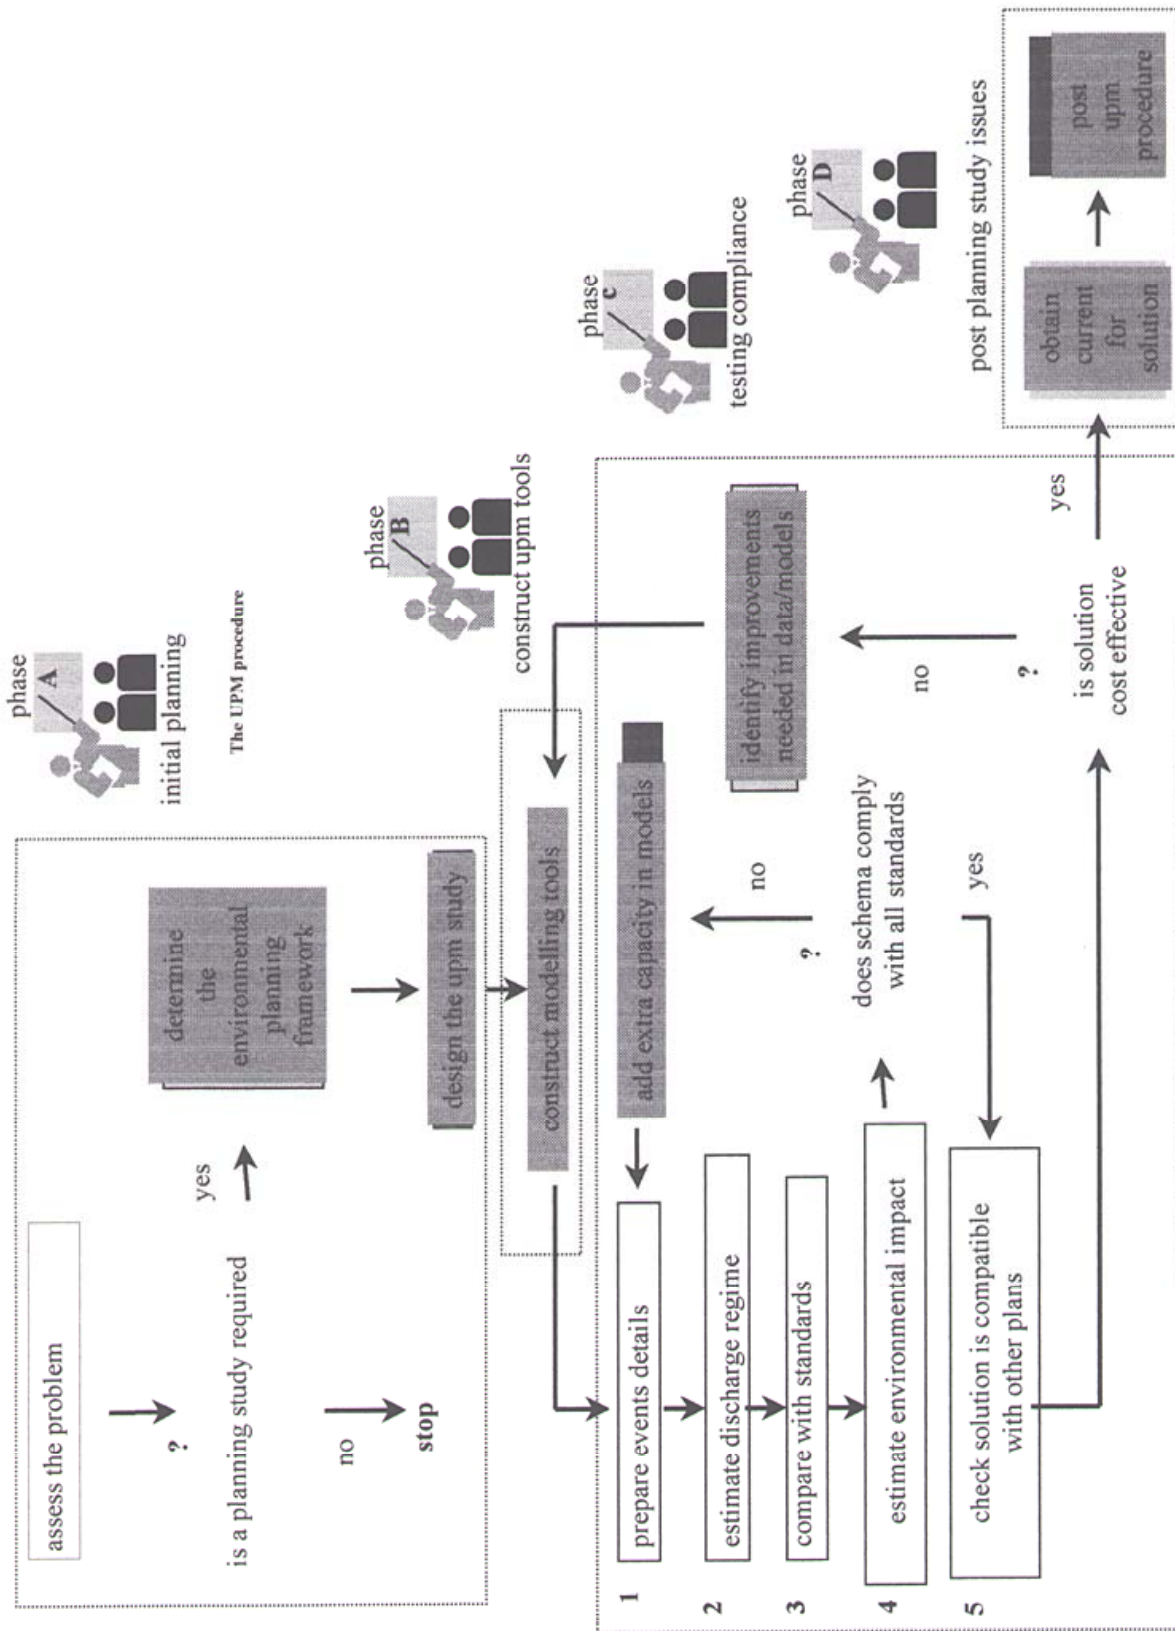 phase
A
initial planning
The UPM procedure
assess the problem
?
is a planning study required
yes
no
stop
determine
the
environmental
planning
framework
design the upm study
phase
B
construct upm tools
construct modelling tools
phase
c
testing compliance
1
prepare events details
2
estimate discharge regime
3
compare with standards
4
estimate environmental impact
5
check solution is compatible
with other plans
add extra capacity in models
no
?
does schema comply
with all standards
yes
identify improvements
needed in data/models
no
?
is solution
cost effective
yes
phase
D
post planning study issues
obtain
current
for
solution
post
upm
procedure